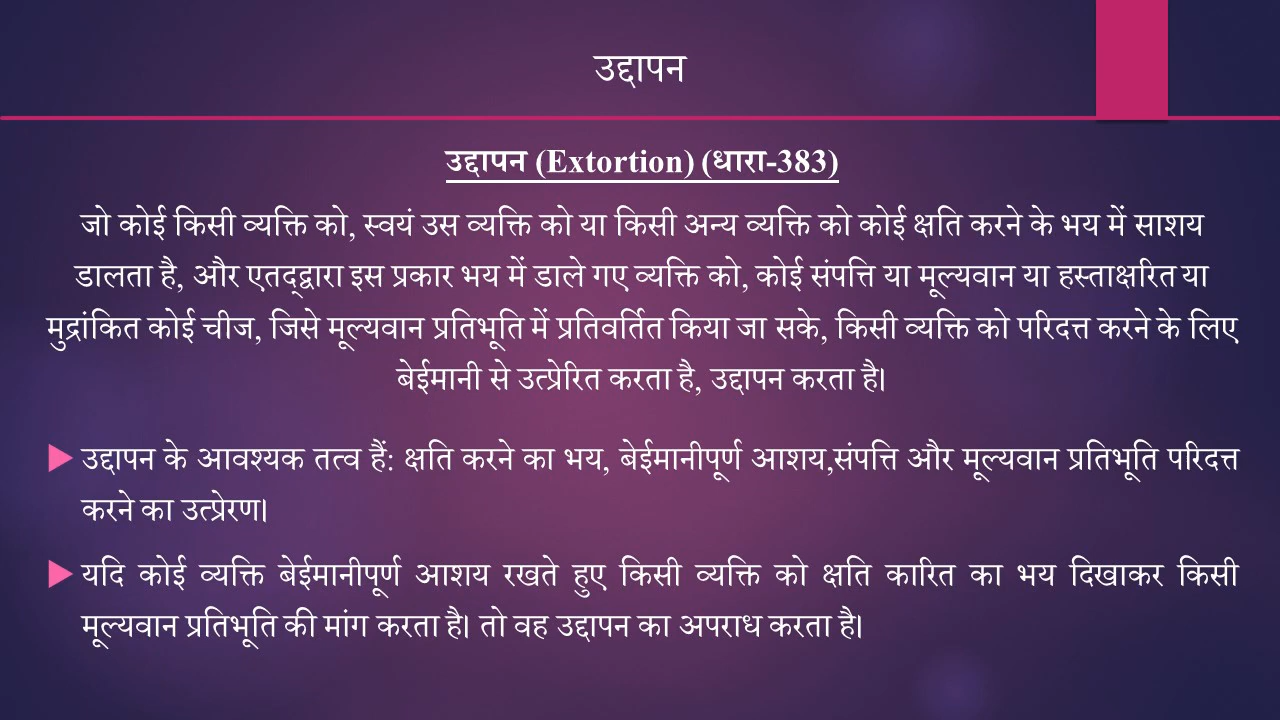 उद्दापन
उद्दापन (Extortion) (धारा-383)
जो कोई किसी व्यक्ति को, स्वयं उस व्यक्ति को या किसी अन्य व्यक्ति को कोई क्षति करने के भय में साशय
डालता है, और एतद्द्वारा इस प्रकार भय में डाले गए व्यक्ति को, कोई संपत्ति या मूल्यवान या हस्ताक्षरित या
मुद्रांकित कोई चीज, जिसे मूल्यवान प्रतिभूति में प्रतिवर्तित किया जा सके, किसी व्यक्ति को परिदत्त करने के लिए
बेईमानी से उत्प्रेरित करता है, उद्दापन करता है।
उद्दापन के आवश्यक तत्व हैं: क्षति करने का भय, बेईमानीपूर्ण आशय,संपत्ति और मूल्यवान प्रतिभूति परिदत्त
करने का उत्प्रेरण।
यदि कोई व्यक्ति बेईमानीपूर्ण आशय रखते हुए किसी व्यक्ति को क्षति कारित का भय दिखाकर किसी
मूल्यवान प्रतिभूति की मांग करता है। तो वह उद्दापन का अपराध करता है।